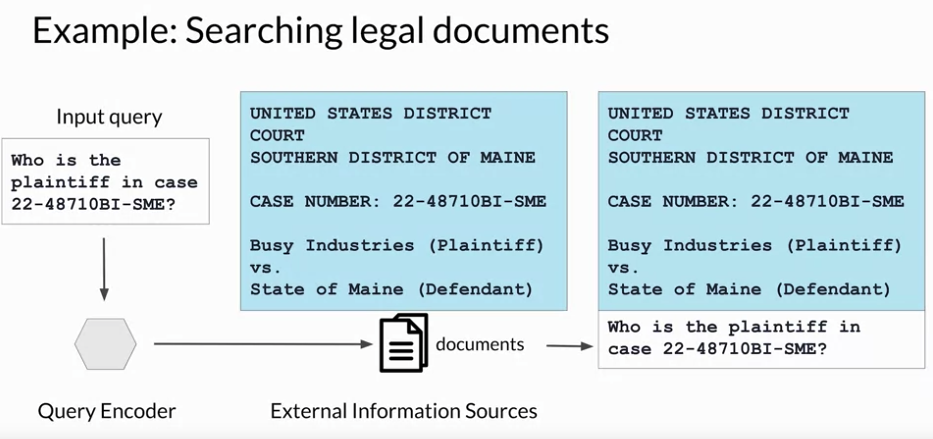 Example: Searching legal documents
Input query
Who is the
plaintiff in case
22-48710BI-SME?
Query Encoder
UNITED STATES DISTRICT
COURT
SOUTHERN DISTRICT OF MAINE
CASE NUMBER: 22-48710BI-SME
Busy Industries (Plaintiff)
vs.
State of Maine (Defendant)
documents
External Information Sources
UNITED STATES DISTRICT
COURT
SOUTHERN DISTRICT OF MAINE
CASE NUMBER: 22-48710BI-SME
Busy Industries (Plaintiff)
vs.
State of Maine (Defendant)
Who is the plaintiff in
case 22-48710BI-SME?